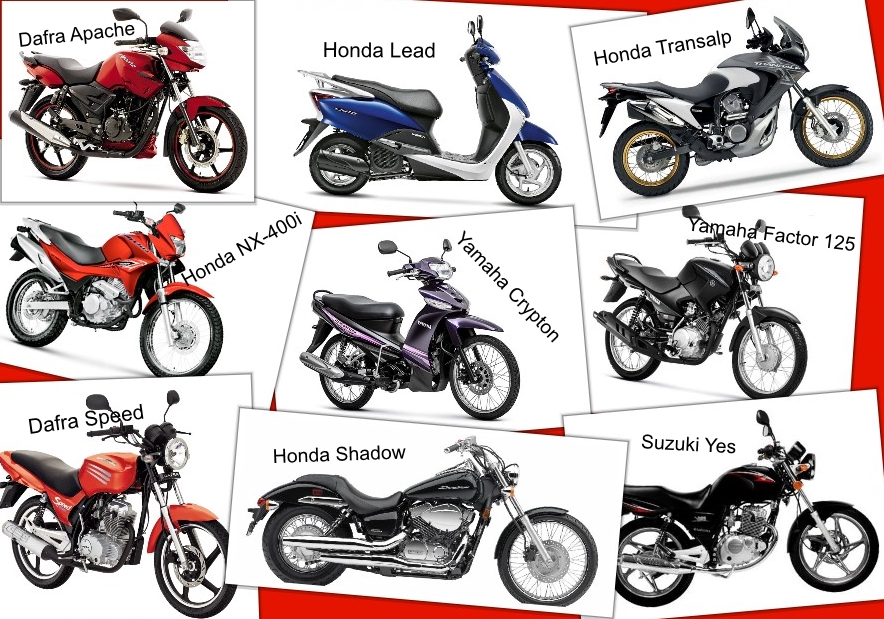 Dafra Apache
Honda Lead
Honda Transalp
Honda NX-400i
Yamaha Crypton
Yamaha Factor 125
Dafra Speed
Speed
Honda Shadow
Suzuki Yes